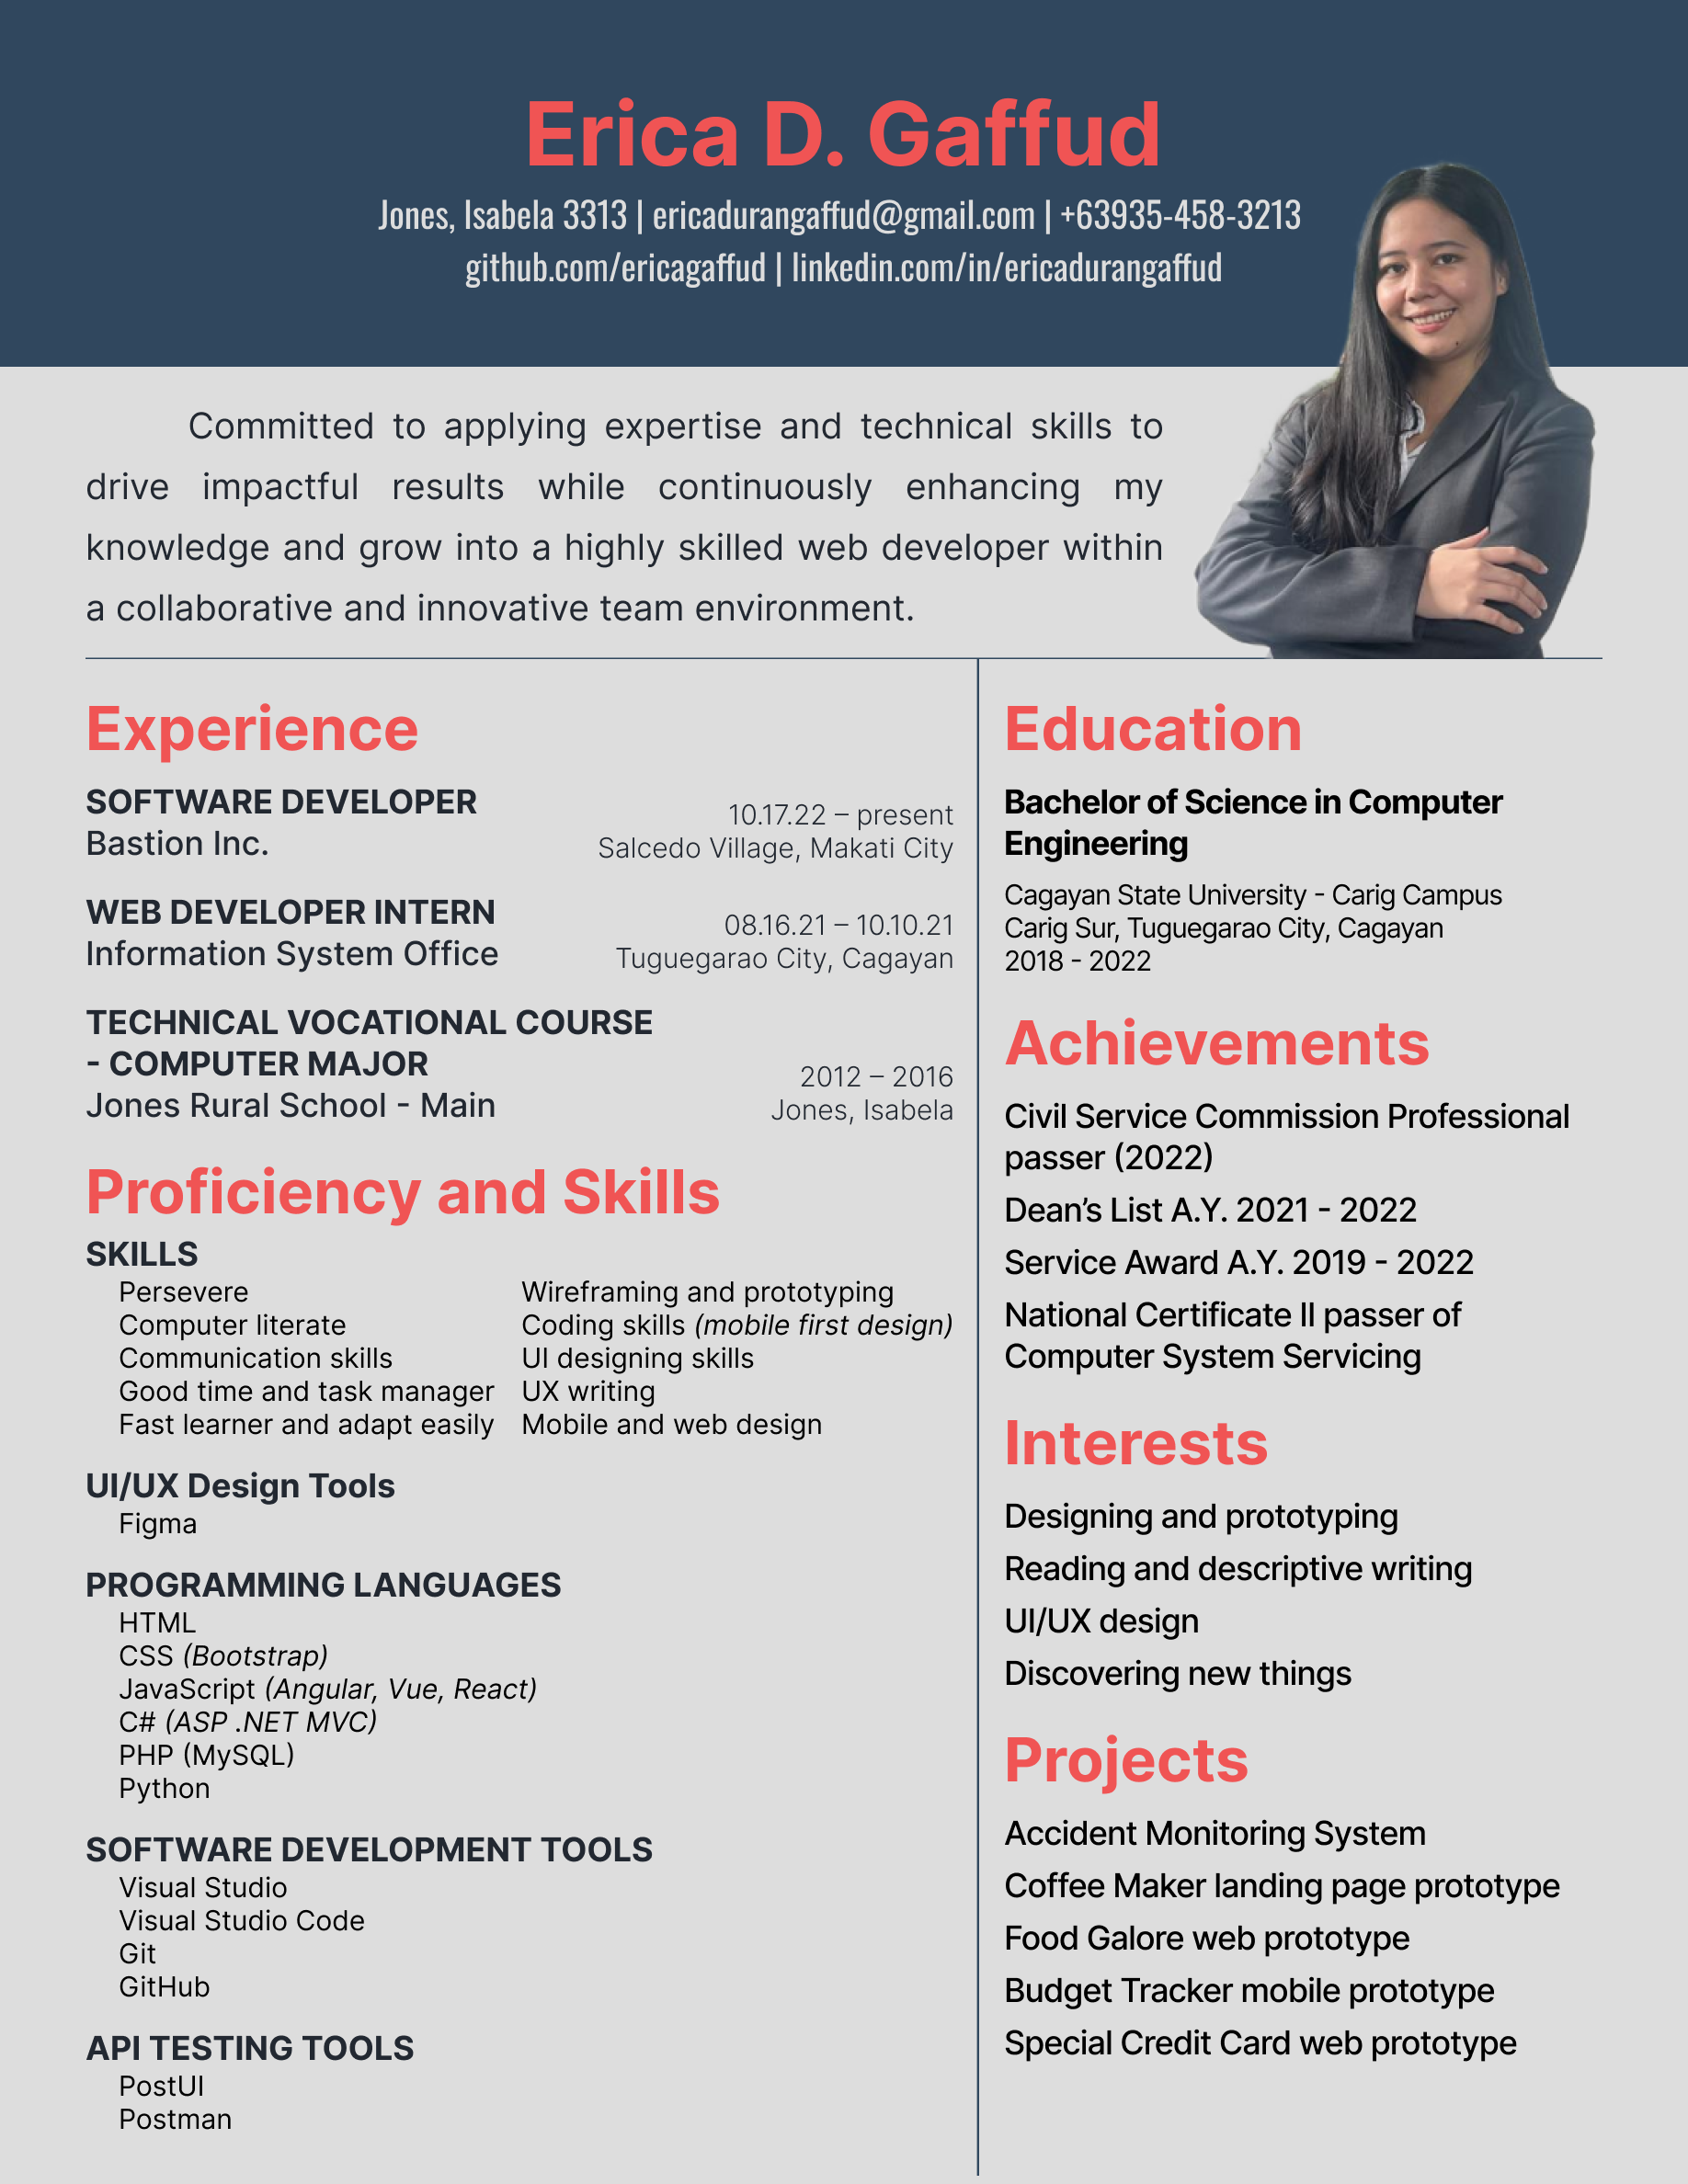 Erica D. Gaffud
Jones, Isabela 3313 | ericadurangaffud@gmail.com | +63935-458-3213
github.com/ericagaffud | linkedin.com/in/ericadurangaffud
Committed to applying expertise and technical skills to
drive impactful results while continuously enhancing my
knowledge and grow into a highly skilled web developer within
a collaborative and innovative team environment.
Experience
SOFTWARE DEVELOPER
Bastion Inc.
10.17.22 – present
Salcedo Village, Makati City
WEB DEVELOPER INTERN
Information System Office
08.16.21 – 10.10.21
Tuguegarao City, Cagayan
TECHNICAL VOCATIONAL COURSE
- COMPUTER MAJOR
Jones Rural School - Main
2012 – 2016
Jones, Isabela
Proficiency and Skills
SKILLS
Persevere
Computer literate
Communication skills
Good time and task manager
Fast learner and adapt easily
Wireframing and prototyping
Coding skills (mobile first design)
UI designing skills
UX writing
Mobile and web design
UI/UX Design Tools
Figma
PROGRAMMING LANGUAGES
HTML
CSS (Bootstrap)
JavaScript (Angular, Vue, React)
C# (ASP .NET MVC)
PHP (MySQL)
Python
SOFTWARE DEVELOPMENT TOOLS
Visual Studio
Visual Studio Code
Git
GitHub
API TESTING TOOLS
PostUI
Postman
Education
Bachelor of Science in Computer
Engineering
Cagayan State University - Carig Campus
Carig Sur, Tuguegarao City, Cagayan
2018 - 2022
Achievements
Civil Service Commission Professional
passer (2022)
Dean's List A.Y. 2021 - 2022
Service Award A.Y. 2019 - 2022
National Certificate II passer of
Computer System Servicing
Interests
Designing and prototyping
Reading and descriptive writing
UI/UX design
Discovering new things
Projects
Accident Monitoring System
Coffee Maker landing page prototype
Food Galore web prototype
Budget Tracker mobile prototype
Special Credit Card web prototype